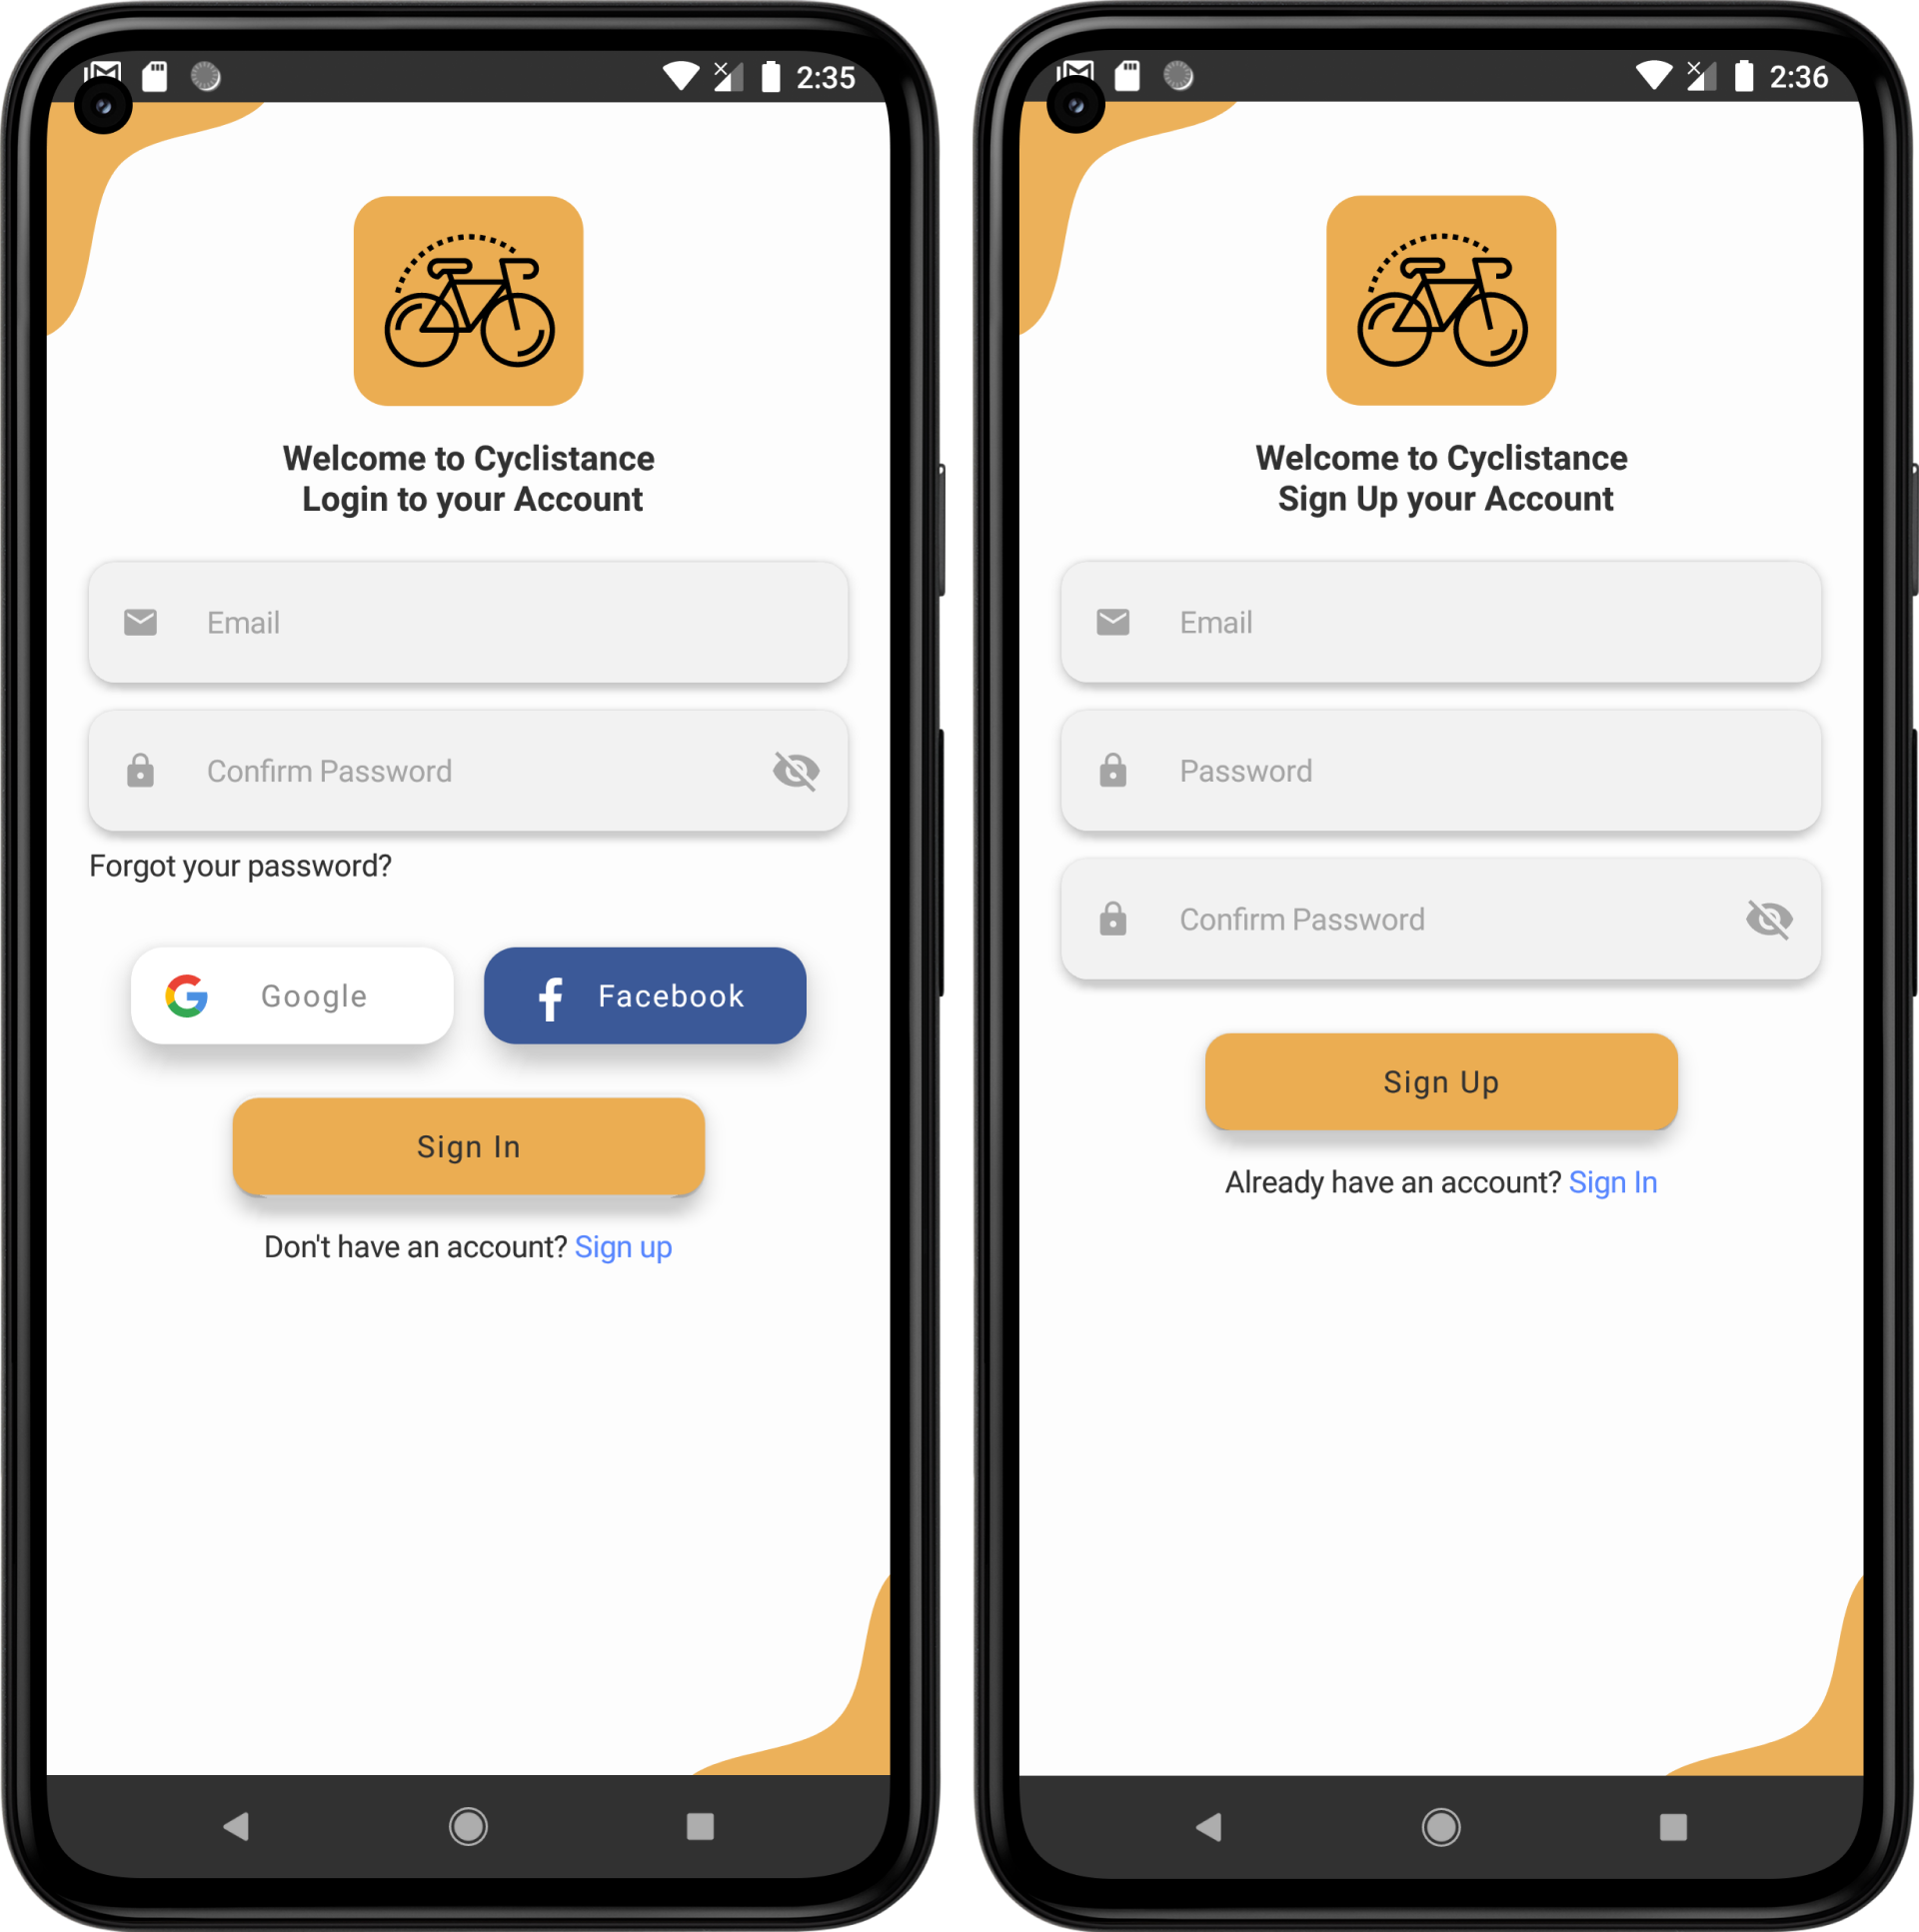 2:35
Welcome to Cyclistance
Login to your Account
Email
Confirm Password
Forgot your password?
Google
Facebook
Sign In
Don't have an account? Sign up
2:36
Welcome to Cyclistance
Sign Up your Account
Email
Password
Confirm Password
Sign Up
Already have an account? Sign In